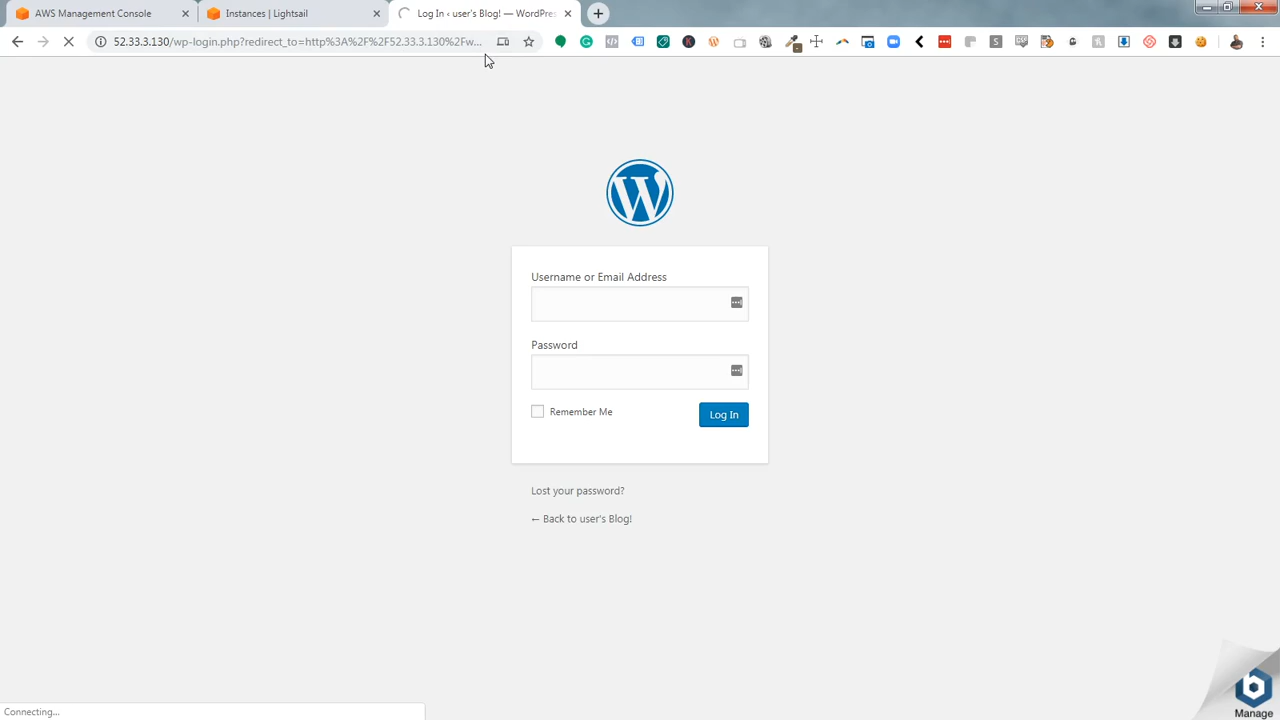 AWS Management Console
Instances | Lightsail
Log In ‹ user's Blog! — WordPres
52.33.3.130/wp-login.php?redirect_to=http%3A%2F%2F52.33.3.130%2Fw...
Username or Email Address
Password
Remember Me
Log In
Lost your password?
← Back to user's Blog!
Connecting...
Manage